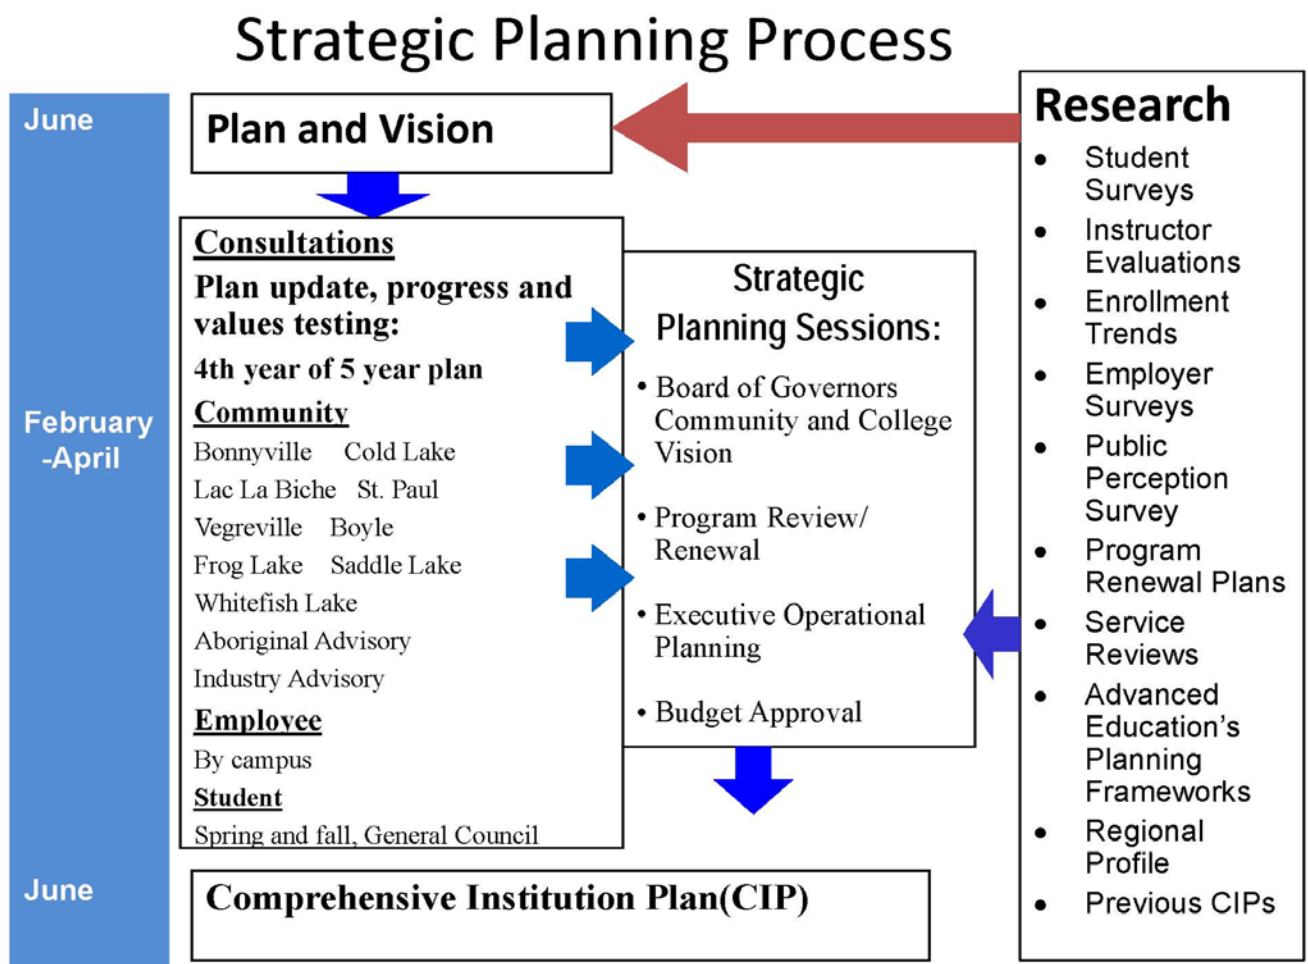 Strategic Planning Process
June
Plan and Vision
February
-April
Consultations
Plan update, progress and
values testing:
4th year of 5 year plan
Community
Bonnyville Cold Lake
Lac La Biche St. Paul
Vegreville Boyle
Frog Lake Saddle Lake
Whitefish Lake
Aboriginal Advisory
Industry Advisory
Employee
By campus
Student
Spring and fall, General Council
Strategic
Planning Sessions:
• Board of Governors
Community and College
Vision
• Program Review/
Renewal
• Executive Operational
Planning
• Budget Approval
Research
• Student
Surveys
• Instructor
Evaluations
• Enrollment
Trends
• Employer
Surveys
• Public
Perception
Survey
• Program
Renewal Plans
• Service
Reviews
• Advanced
Education's
Planning
Frameworks
• Regional
Profile
• Previous CIPs
June
Comprehensive Institution Plan(CIP)